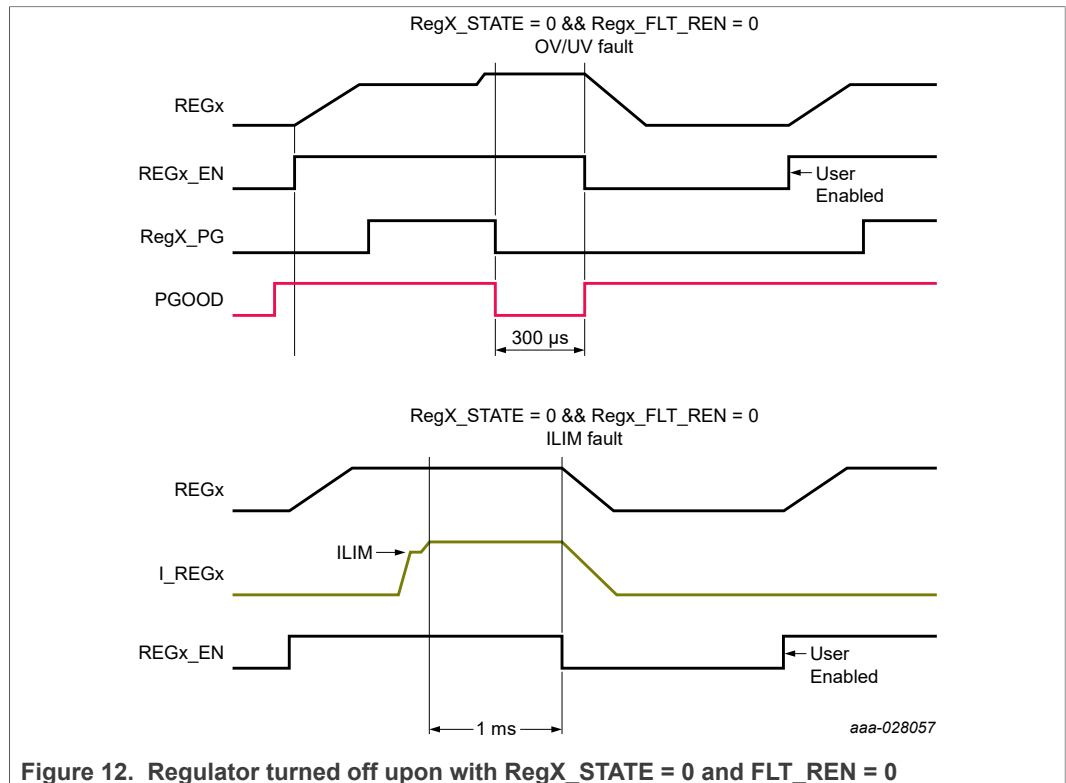 RegX_STATE = 0 && Regx_FLT_REN = 0
OV/UV fault
REGx
REGx_EN
User
Enabled
RegX_PG
PGOOD
300 µs
RegX_STATE = 0 && Regx_FLT_REN = 0
ILIM fault
REGx
ILIM
I_REGx
REGx_EN
User
Enabled
1 ms
aaa-028057
Figure 12. Regulator turned off upon with RegX_STATE = 0 and FLT_REN = 0